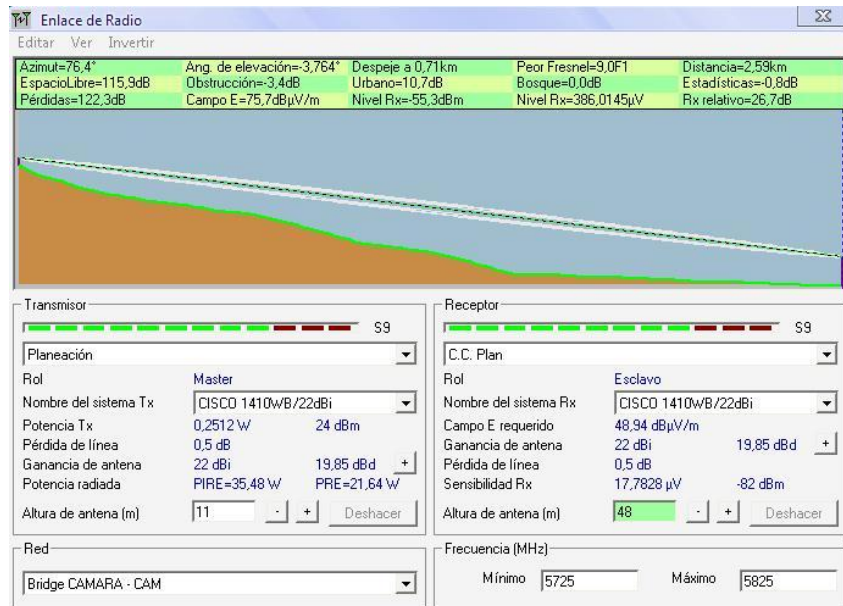 Enlace de Radio
Editar Ver Invertir
Azimut=76,4° Ang. de elevación=-3,764° Despeje a 0,71km Peor Fresnel=9,0F1 Distancia=2,59km
EspacioLibre=115,9dB Obstrucción=-3,4dB Urbano=10,7dB Bosque=0,0dB Estadísticas=-0,8dB
Pérdidas=122,3dB Campo E=75,7dBµV/m Nivel Rx=-55,3dBm Nivel Rx=386,0145µV Rx relativo=26,7dB
Transmisor
S9
Planeación
Rol Master
Nombre del sistema Tx CISCO 1410WB/22dBi
Potencia Tx 0,2512 W 24 dBm
Pérdida de línea 0,5 dB
Ganancia de antena 22 dBi 19,85 dBd +
Potencia radiada PIRE=35,48 W PRE=21,64 W
Altura de antena (m) 11 - + Deshacer
Receptor
S9
C.C. Plan
Rol Esclavo
Nombre del sistema Rx CISCO 1410WB/22dBi
Campo E requerido 48,94 dBµV/m
Ganancia de antena 22 dBi 19,85 dBd +
Pérdida de línea 0,5 dB
Sensibilidad Rx 17,7828 µV -82 dBm
Altura de antena (m) 48 - + Deshacer
Red
Bridge CAMARA - CAM
Frecuencia (MHz)
Mínimo 5725 Máximo 5825